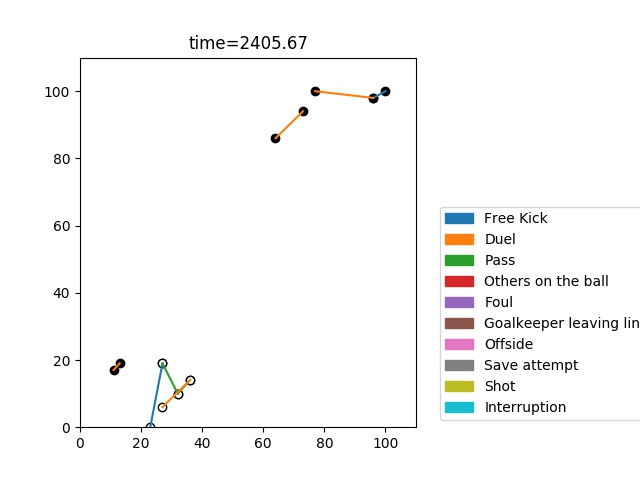 time=2405.67
100
80
60
40
20
0
0 20 40 60 80 100
Free Kick
Duel
Pass
Others on the ball
Foul
Goalkeeper leaving lin
Offside
Save attempt
Shot
Interruption